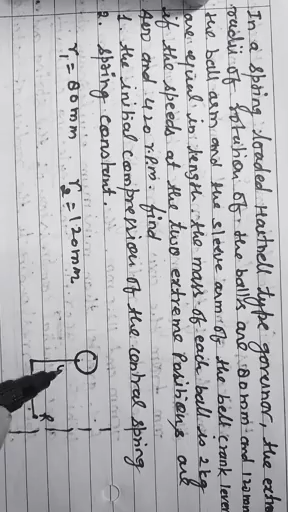 In a spring loaded Hartnell type governor, the extre
radii of rotation of the balls are 80mm and 120mm
the ball arm and the sleeve arm of the bell crank lever
are equal in length. the mass of each ball is 2kg
if the speeds at the two extreme positions are
400 and 420 r.p.m. find
1. the initial compression of the central spring
2. spring constant.
r₁ = 80mm r₂ = 120mm